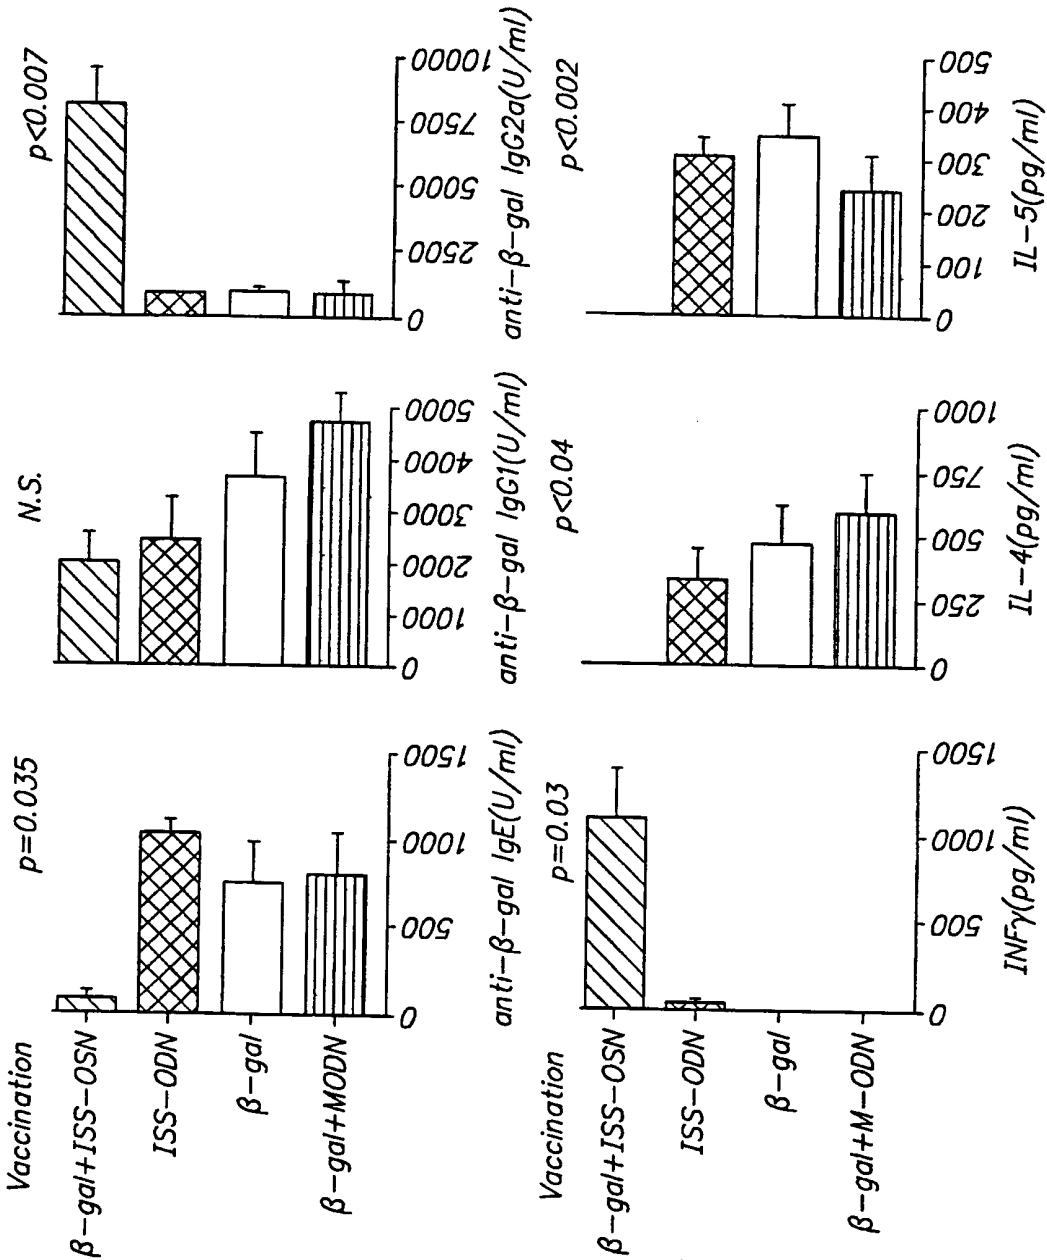 Vaccination
p=0.035
N.S.
p<0.007
β-gal+ISS-OSN
ISS-ODN
β-gal
β-gal+MODN
0 500 1000 1500
anti-β-gal IgE(U/ml)
0 1000 2000 3000 4000 5000
anti-β-gal IgG1(U/ml)
0 2500 5000 7500 10000
anti-β-gal IgG2a(U/ml)
Vaccination
p=0.03
p<0.04
p<0.002
β-gal+ISS-OSN
ISS-ODN
β-gal
β-gal+M-ODN
0 500 1000 1500
INFγ(pg/ml)
0 250 500 750 1000
IL-4(pg/ml)
0 100 200 300 400 500
IL-5(pg/ml)